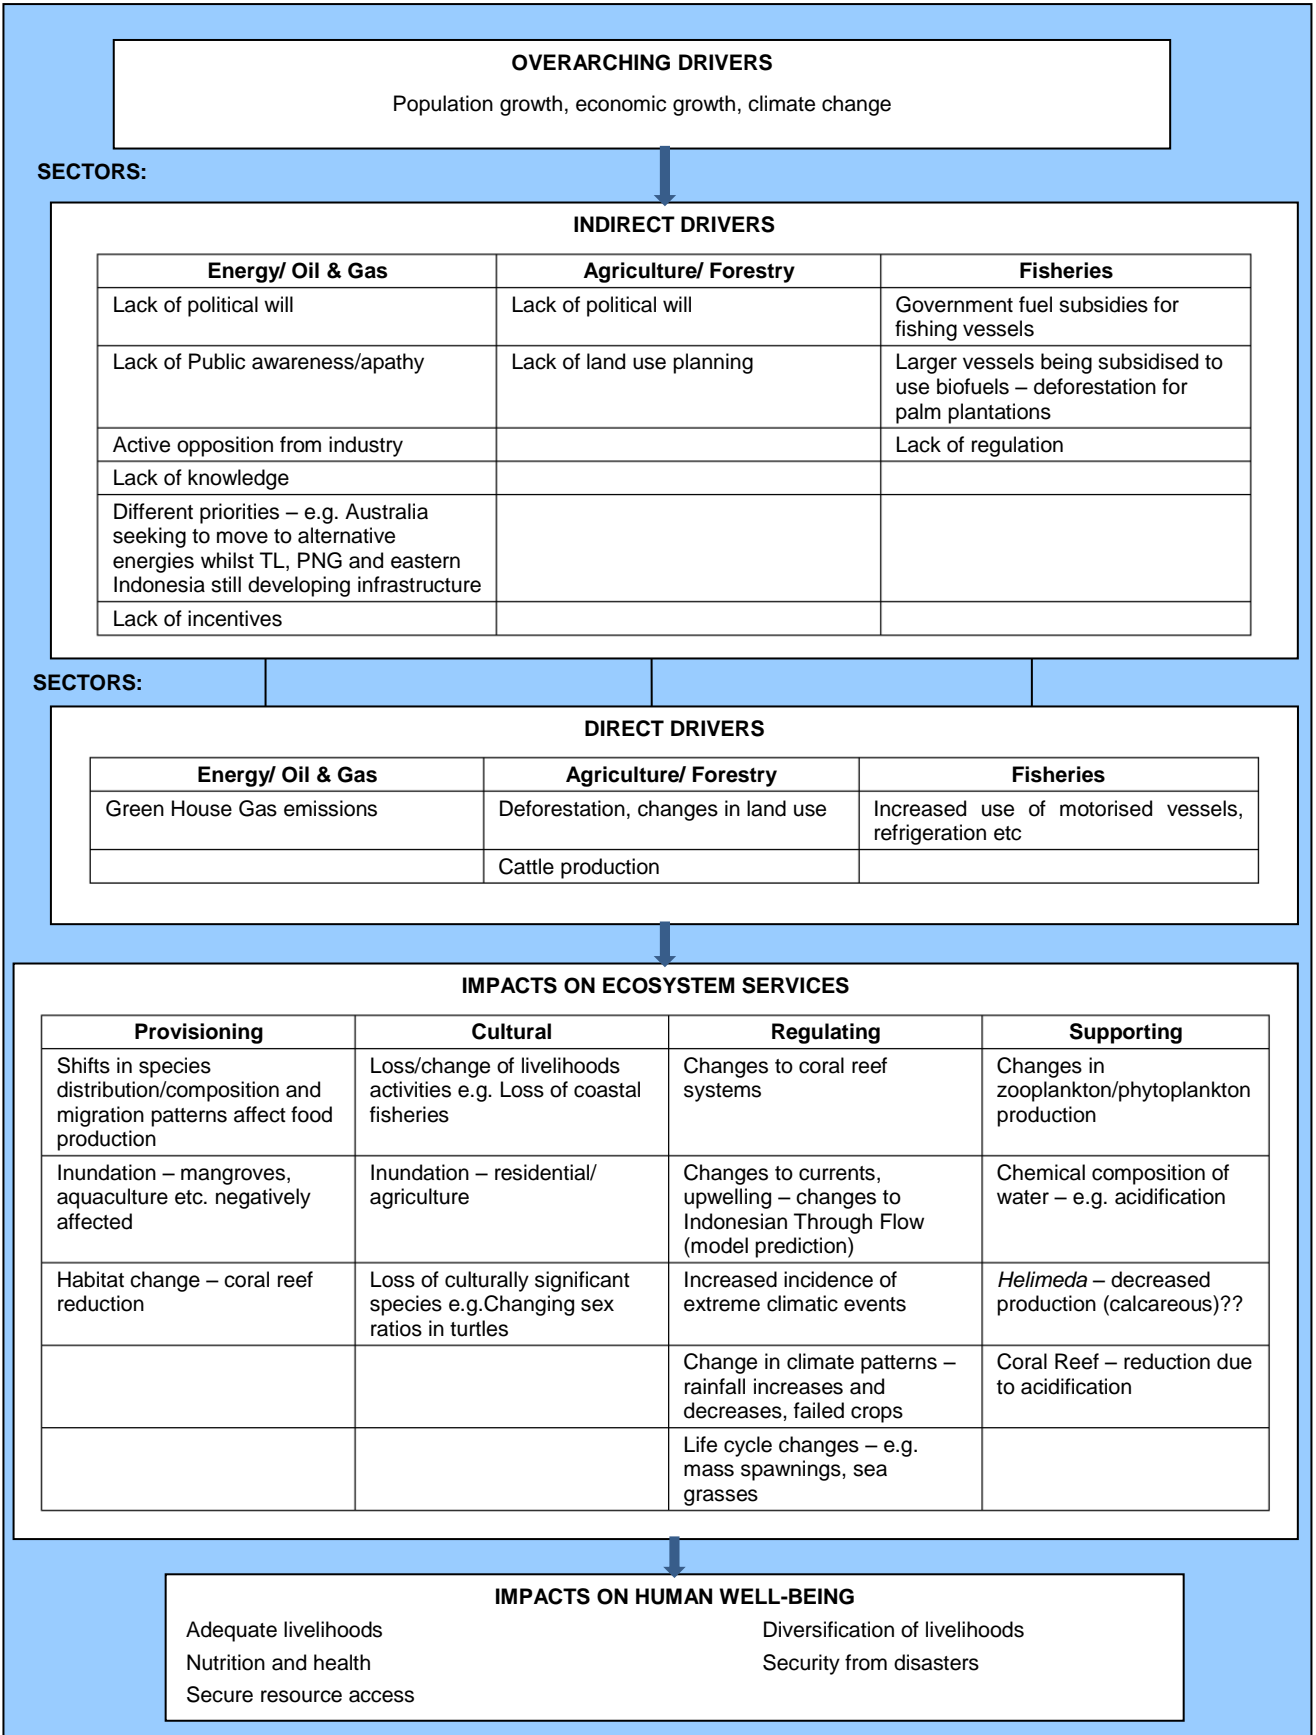 OVERARCHING DRIVERS
Population growth, economic growth, climate change
SECTORS:
INDIRECT DRIVERS
Energy/ Oil & Gas
Agriculture/ Forestry
Fisheries
Lack of political will
Lack of political will
Government fuel subsidies for
fishing vessels
Lack of Public awareness/apathy
Lack of land use planning
Larger vessels being subsidised to
use biofuels – deforestation for
palm plantations
Active opposition from industry
Lack of regulation
Lack of knowledge
Different priorities – e.g. Australia
seeking to move to alternative
energies whilst TL, PNG and eastern
Indonesia still developing infrastructure
Lack of incentives
SECTORS:
DIRECT DRIVERS
Energy/ Oil & Gas
Agriculture/ Forestry
Fisheries
Green House Gas emissions
Deforestation, changes in land use
Increased use of motorised vessels,
refrigeration etc
Cattle production
IMPACTS ON ECOSYSTEM SERVICES
Provisioning
Cultural
Regulating
Supporting
Shifts in species
distribution/composition and
migration patterns affect food
production
Loss/change of livelihoods
activities e.g. Loss of coastal
fisheries
Changes to coral reef
systems
Changes in
zooplankton/phytoplankton
production
Inundation – mangroves,
aquaculture etc. negatively
affected
Inundation – residential/
agriculture
Changes to currents,
upwelling – changes to
Indonesian Through Flow
(model prediction)
Chemical composition of
water – e.g. acidification
Habitat change – coral reef
reduction
Loss of culturally significant
species e.g.Changing sex
ratios in turtles
Increased incidence of
extreme climatic events
Helimeda – decreased
production (calcareous)??
Change in climate patterns –
rainfall increases and
decreases, failed crops
Coral Reef – reduction due
to acidification
Life cycle changes – e.g.
mass spawnings, sea
grasses
IMPACTS ON HUMAN WELL-BEING
Adequate livelihoods
Diversification of livelihoods
Nutrition and health
Security from disasters
Secure resource access